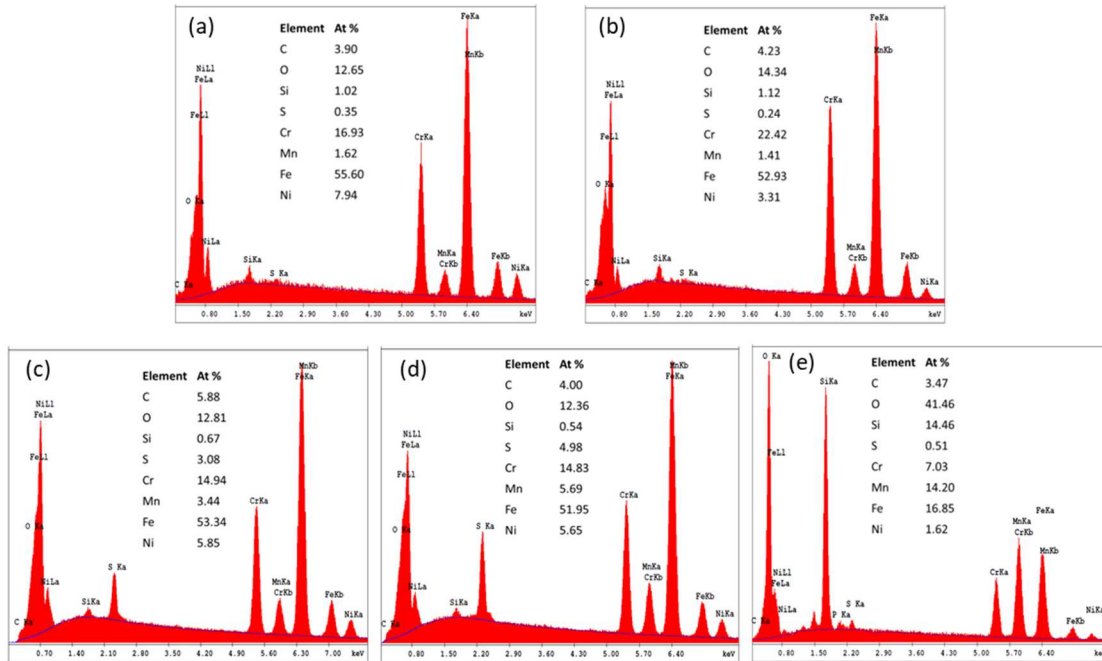 (a)
Element At %
C 3.90
O 12.65
Si 1.02
S 0.35
Cr 16.93
Mn 1.62
Fe 55.60
Ni 7.94
FeKa
MnKb
NiLl
FeLa
FeLl
O Ka
NiLa
C Ka
SiKa
S Ka
CrKa
MnKa
CrKb
FeKb
NiKa
0.80 1.50 2.20 3.60 4.30 5.00 5.70 6.40 keV
(b)
Element At %
C 4.23
O 14.34
Si 1.12
S 0.24
Cr 22.42
Mn 1.41
Fe 52.93
Ni 3.31
FeKa
MnKb
NiLl
FeLa
FeLl
O Ka
NiLa
C Ka
SiKa
S Ka
CrKa
MnKa
CrKb
FeKb
NiKa
0.80 1.50 2.20 3.60 4.30 5.00 5.70 6.40 keV
(c)
Element At %
C 5.88
O 12.81
Si 0.67
S 3.08
Cr 14.94
Mn 3.44
Fe 53.34
Ni 5.85
MnKb
FeKa
NiLl
FeLa
FeLl
O Ka
NiLa
C Ka
SiKa
S Ka
CrKa
MnKa
CrKb
FeKb
NiKa
0.70 1.40 2.10 2.80 3.50 4.20 4.90 5.60 6.30 7.00 keV
(d)
Element At %
C 4.00
O 12.36
Si 0.54
S 4.98
Cr 14.83
Mn 5.69
Fe 51.95
Ni 5.65
MnKb
FeKa
NiLl
FeLa
FeLl
O Ka
NiLa
C Ka
SiKa
S Ka
CrKa
MnKa
CrKb
FeKb
NiKa
0.80 1.50 2.20 3.60 4.30 5.00 5.70 6.40 keV
(e)
Element At %
C 3.47
O 41.46
Si 14.46
S 0.51
Cr 7.03
Mn 14.20
Fe 16.85
Ni 1.62
O Ka
SiKa
FeLl
NiLl
FeLa
NiLa
C Ka
P Ka
S Ka
CrKa
MnKa
CrKb
FeKa
MnKb
FeKb
NiKa
0.80 1.50 2.20 3.60 4.30 5.00 5.70 6.40 keV